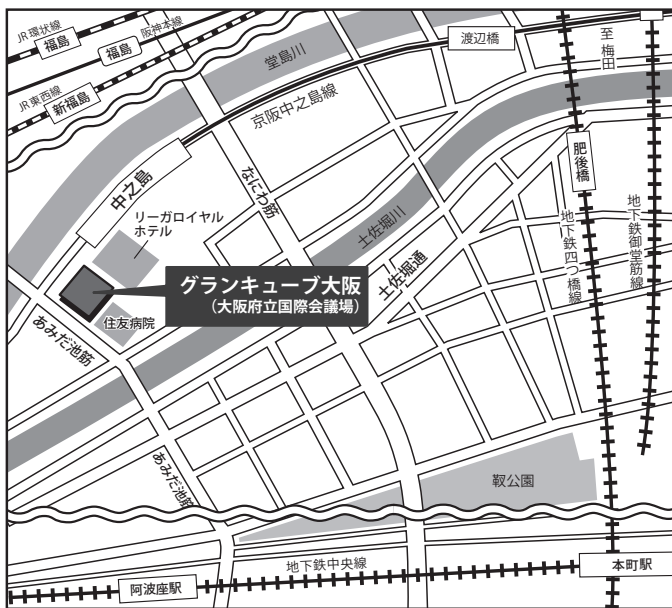 JR環状線
福島
阪神本線
福島
JR東西線
新福島
堂島川
渡辺橋
至 梅田
京阪中之島線
中之島
なにわ筋
肥後橋
リーガロイヤル
ホテル
土佐堀川
土佐堀通
地下鉄四つ橋線
地下鉄御堂筋線
グランキューブ大阪
(大阪府立国際会議場)
住友病院
あみだ池筋
あみだ池筋
靱公園
地下鉄中央線
阿波座駅
本町駅